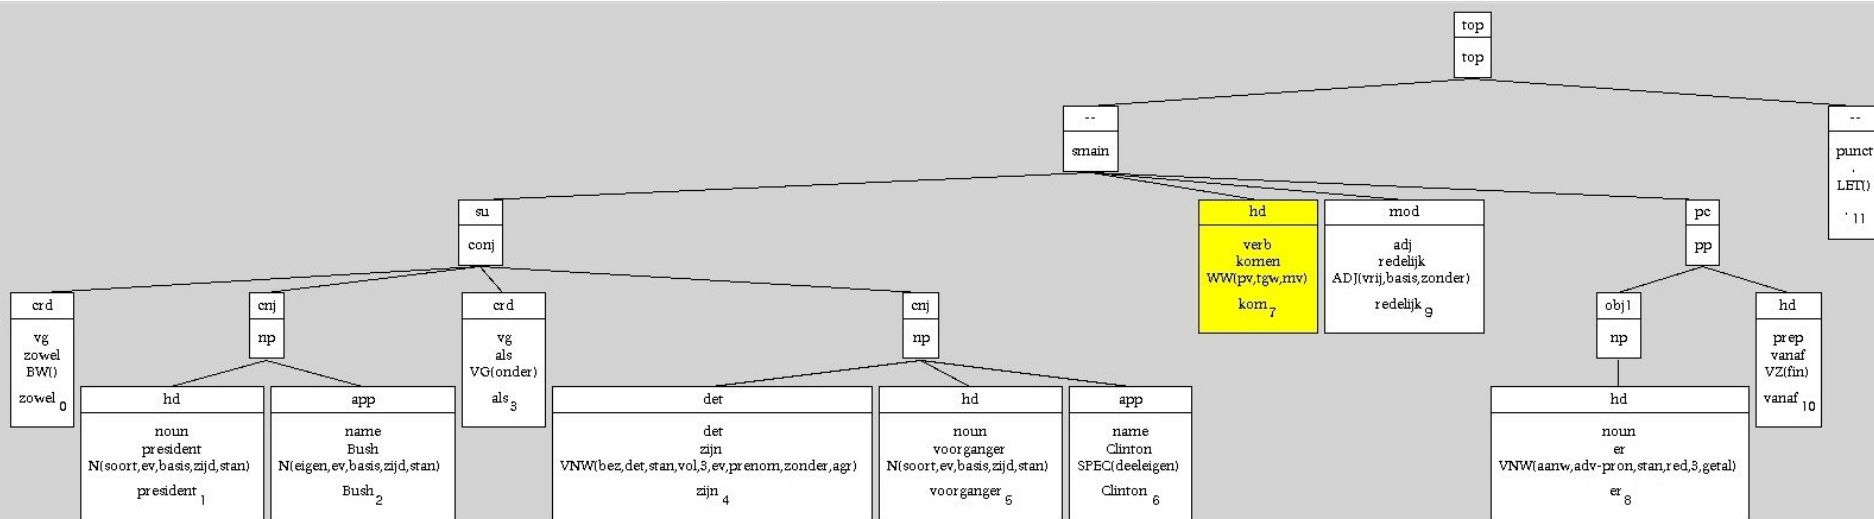 top
top
--
smain
--
punct
.
LET()
. 11
su
conj
hd
verb
komen
WW(pv,tgw,mv)
kom 7
mod
adj
redelijk
ADJ(vrij,basis,zonder)
redelijk 9
pc
pp
crd
vg
zowel
BW()
zowel 0
cnj
np
crd
vg
als
VG(onder)
als 3
cnj
np
obj1
np
hd
prep
vanaf
VZ(fin)
vanaf 10
hd
noun
president
N(soort,ev,basis,zijd,stan)
president 1
app
name
Bush
N(eigen,ev,basis,zijd,stan)
Bush 2
det
det
zijn
VNW(bez,det,stan,vol,3,ev,prenom,zonder,agr)
zijn 4
hd
noun
voorganger
N(soort,ev,basis,zijd,stan)
voorganger 5
app
name
Clinton
SPEC(deeleigen)
Clinton 6
hd
noun
er
VNW(aanw,adv-pron,stan,red,3,getal)
er 8